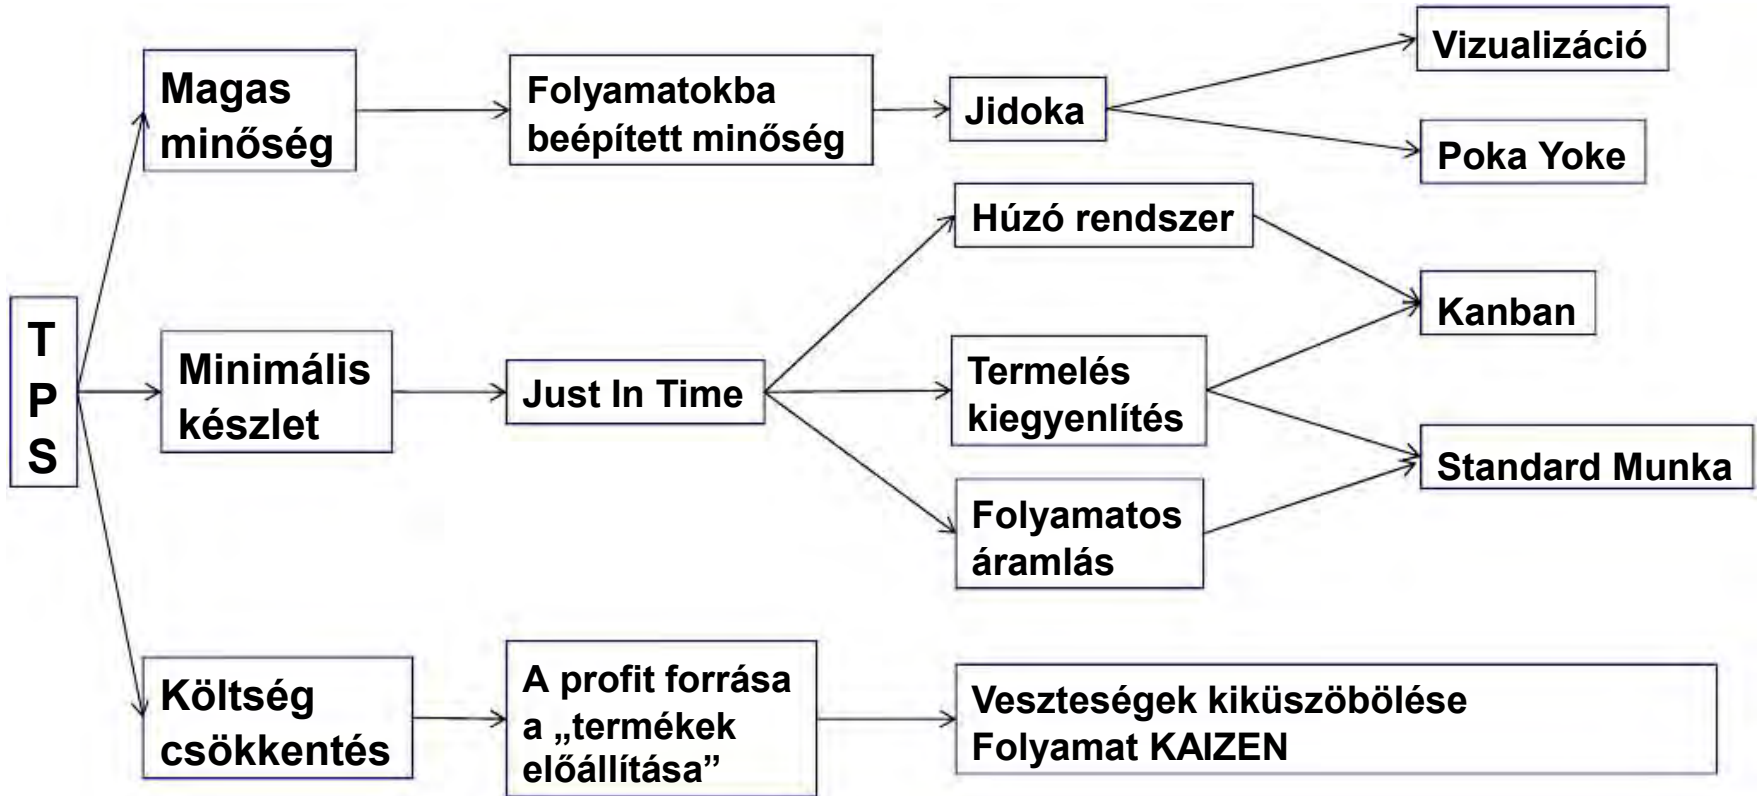 T
P
S
Magas
minőség
Folyamatokba
beépített minőség
Jidoka
Vizualizáció
Poka Yoke
Minimális
készlet
Just In Time
Húzó rendszer
Termelés
kiegyenlítés
Folyamatos
áramlás
Kanban
Standard Munka
Költség
csökkentés
A profit forrása
a „termékek
előállítása”
Veszteségek kiküszöbölése
Folyamat KAIZEN